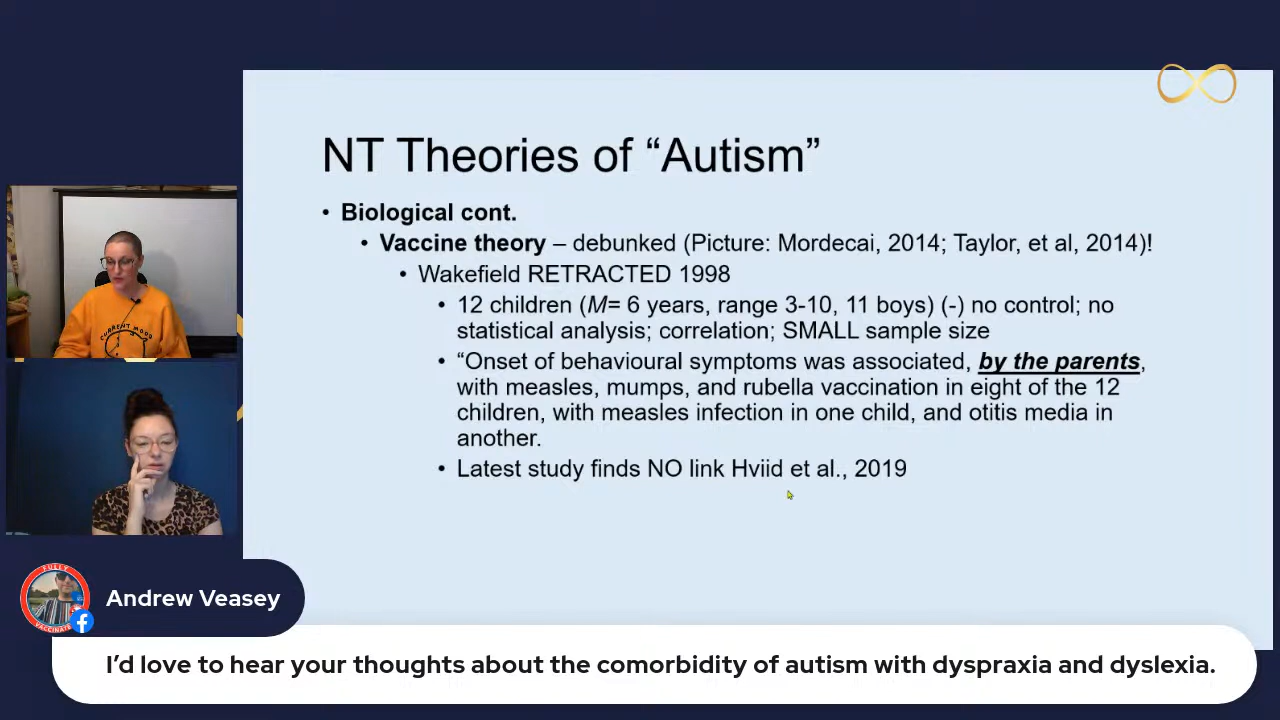 NT Theories of “Autism”
• Biological cont.
• Vaccine theory – debunked (Picture: Mordecai, 2014; Taylor, et al, 2014)!
• Wakefield RETRACTED 1998
• 12 children (M= 6 years, range 3-10, 11 boys) (-) no control; no
statistical analysis; correlation; SMALL sample size
• “Onset of behavioural symptoms was associated, by the parents,
with measles, mumps, and rubella vaccination in eight of the 12
children, with measles infection in one child, and otitis media in
another.
• Latest study finds NO link Hviid et al., 2019
CURRENT MOOD
FULLY
VACCINATED
Andrew Veasey
I’d love to hear your thoughts about the comorbidity of autism with dyspraxia and dyslexia.